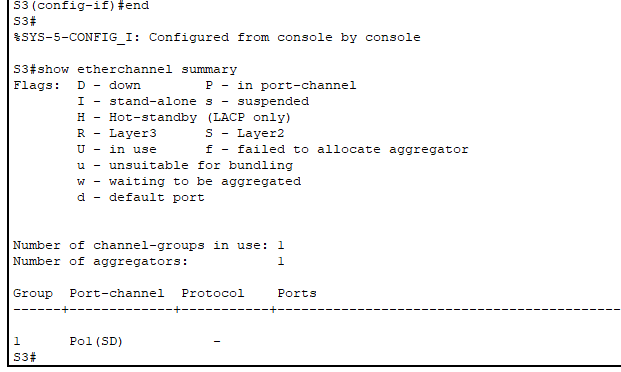 S3(config-if)#end
S3#
%SYS-5-CONFIG_I: Configured from console by console

S3#show etherchannel summary
Flags:  D - down        P - in port-channel
        I - stand-alone s - suspended
        H - Hot-standby (LACP only)
        R - Layer3      S - Layer2
        U - in use      f - failed to allocate aggregator
        u - unsuitable for bundling
        w - waiting to be aggregated
        d - default port


Number of channel-groups in use: 1
Number of aggregators:           1

Group  Port-channel  Protocol    Ports
------+-------------+-----------+--------------------------------------------

1      Po1(SD)           -
S3#